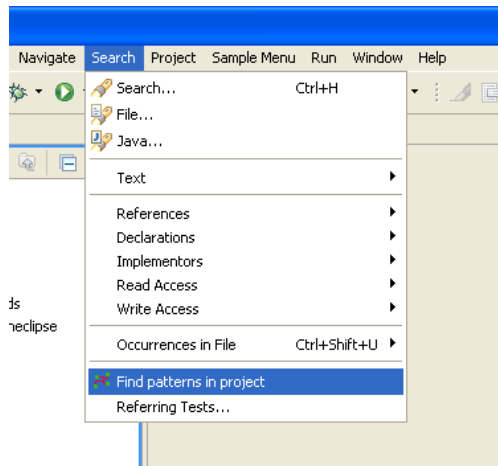 Navigate Search Project Sample Menu Run Window Help
Search... Ctrl+H
File...
Java...
Text
References
Declarations
Implementors
Read Access
Write Access
Occurrences in File Ctrl+Shift+U
Find patterns in project
Referring Tests...
ds
neclipse